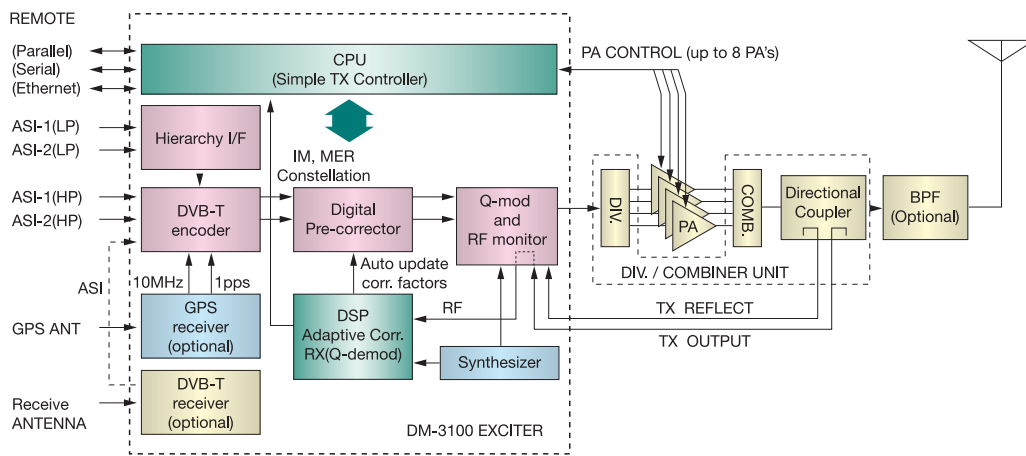 REMOTE
(Parallel)
(Serial)
(Ethernet)
CPU
(Simple TX Controller)
PA CONTROL (up to 8 PA's)
ASI-1(LP)
ASI-2(LP)
Hierarchy I/F
IM, MER
Constellation
ASI-1(HP)
ASI-2(HP)
DVB-T
encoder
Digital
Pre-corrector
Q-mod
and
RF monitor
DIV.
PA
COMB.
Directional
Coupler
BPF
(Optional)
DIV. / COMBINER UNIT
ASI
10MHz
1pps
Auto update
corr. factors
GPS ANT
GPS
receiver
(optional)
DSP
Adaptive Corr.
RX(Q-demod)
RF
Synthesizer
TX REFLECT
TX OUTPUT
Receive
ANTENNA
DVB-T
receiver
(optional)
DM-3100 EXCITER